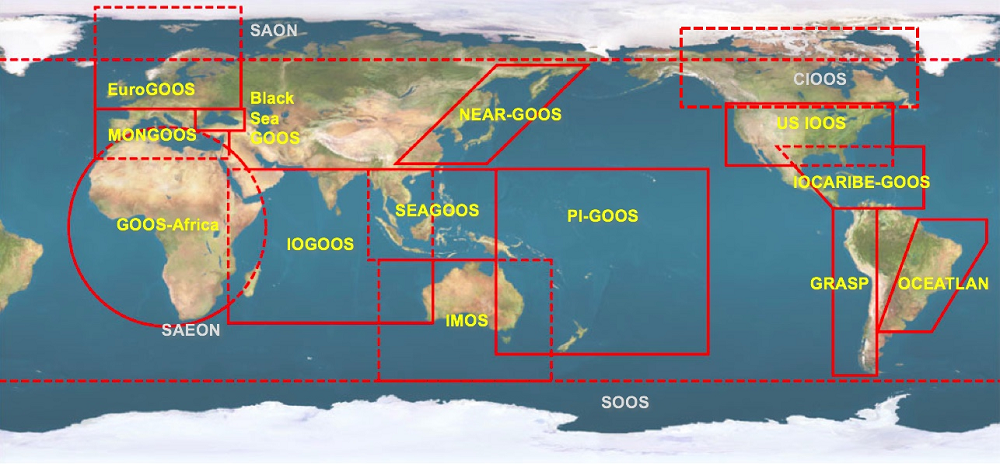 SAON
CIOOS
EuroGOOS
Black
Sea
GOOS
NEAR-GOOS
US IOOS
MONGOOS
IOCARIBE-GOOS
SEAGOOS
PI-GOOS
GOOS-Africa
IOGOOS
GRASP
OCEATLAN
IMOS
SAEON
SOOS